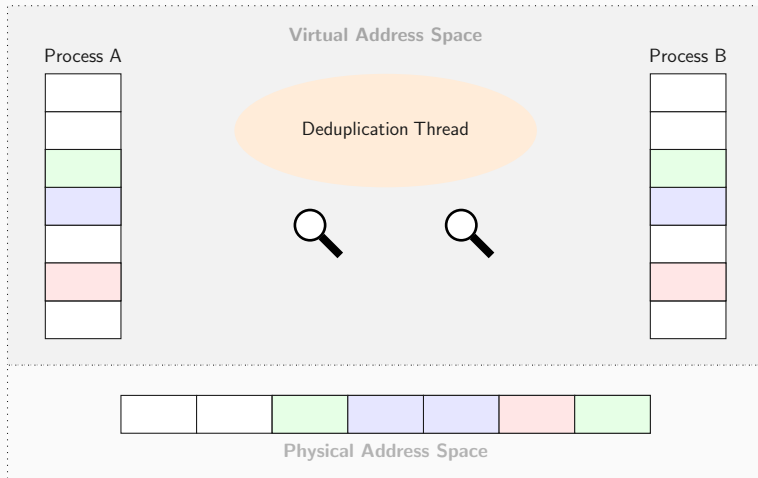 Virtual Address Space
Process A
Process B
Deduplication Thread
Physical Address Space